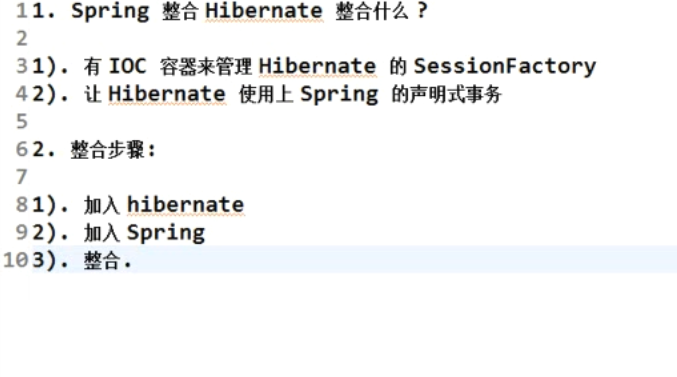 1 1. Spring 整合 Hibernate 整合什么 ?
2
3 1). 有 IOC 容器来管理 Hibernate 的 SessionFactory
4 2). 让 Hibernate 使用上 Spring 的声明式事务
5
6 2. 整合步骤:
7
8 1). 加入 hibernate
9 2). 加入 Spring
10 3). 整合.